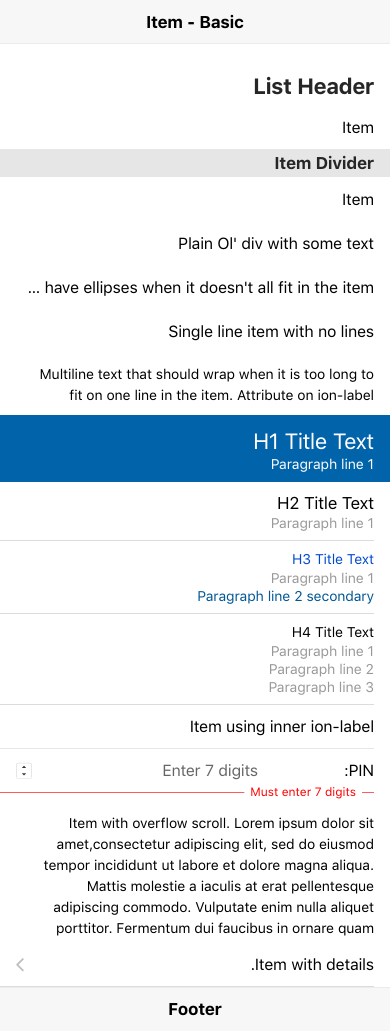 Item - Basic
List Header
Item
Item Divider
Item
Plain Ol' div with some text
... have ellipses when it doesn't all fit in the item
Single line item with no lines
Multiline text that should wrap when it is too long to
fit on one line in the item. Attribute on ion-label
H1 Title Text
Paragraph line 1
H2 Title Text
Paragraph line 1
H3 Title Text
Paragraph line 1
Paragraph line 2 secondary
H4 Title Text
Paragraph line 1
Paragraph line 2
Paragraph line 3
Item using inner ion-label
:PIN Enter 7 digits
Must enter 7 digits
Item with overflow scroll. Lorem ipsum dolor sit
amet,consectetur adipiscing elit, sed do eiusmod
tempor incididunt ut labore et dolore magna aliqua.
Mattis molestie a iaculis at erat pellentesque
adipiscing commodo. Vulputate enim nulla aliquet
porttitor. Fermentum dui faucibus in ornare quam
.Item with details
Footer